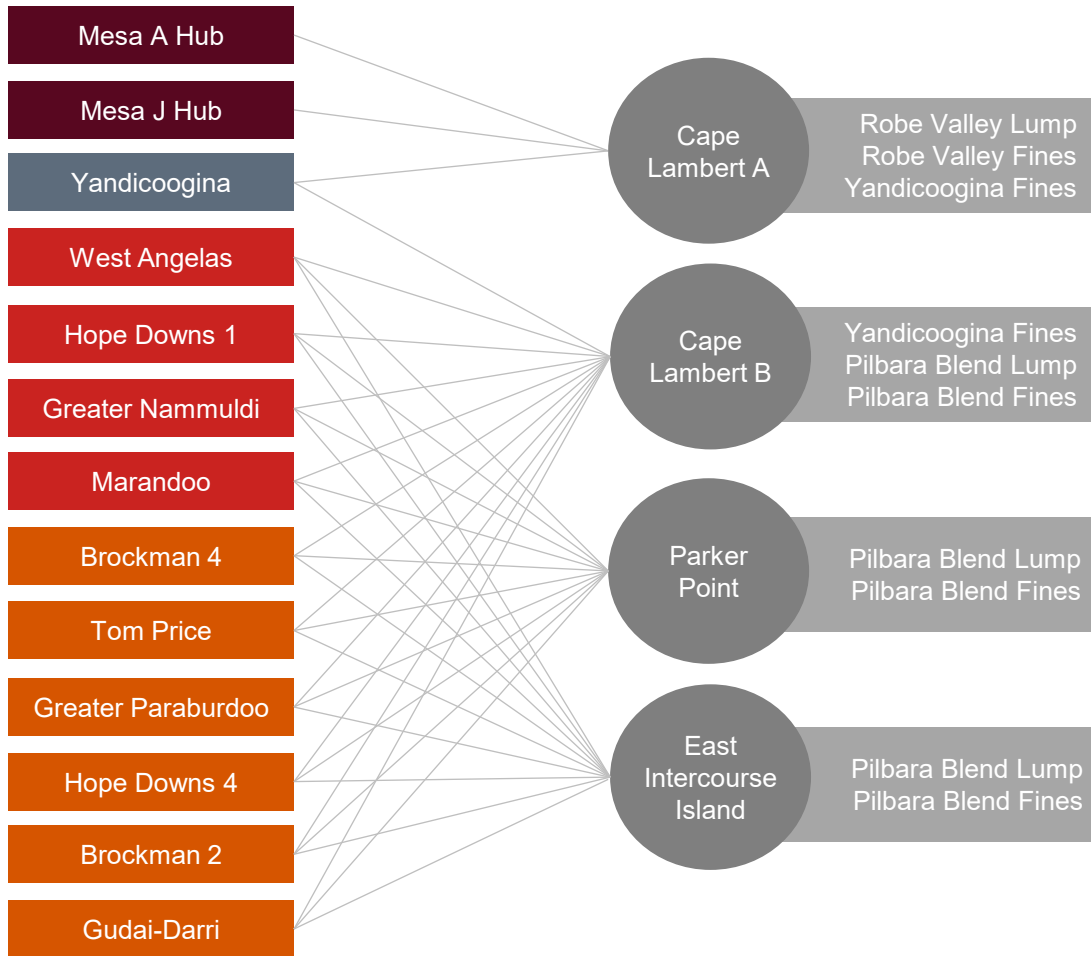 Mesa A Hub
Mesa J Hub
Yandicoogina
West Angelas
Hope Downs 1
Greater Nammuldi
Marandoo
Brockman 4
Tom Price
Greater Paraburdoo
Hope Downs 4
Brockman 2
Gudai-Darri
Cape
Lambert A
Robe Valley Lump
Robe Valley Fines
Yandicoogina Fines
Cape
Lambert B
Yandicoogina Fines
Pilbara Blend Lump
Pilbara Blend Fines
Parker
Point
Pilbara Blend Lump
Pilbara Blend Fines
East
Intercourse
Island
Pilbara Blend Lump
Pilbara Blend Fines